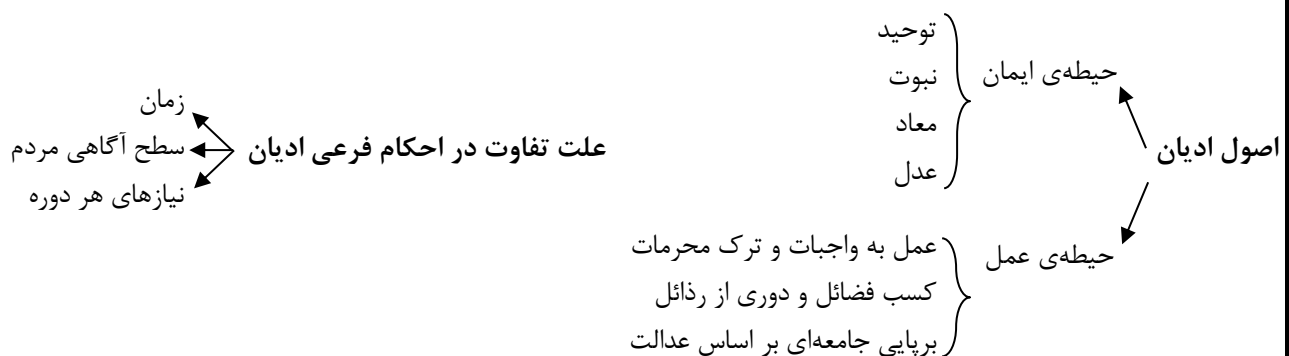 اصول ادیان
حیطه‌ی ایمان
توحید
نبوت
معاد
عدل
حیطه‌ی عمل
عمل به واجبات و ترک محرمات
کسب فضائل و دوری از رذائل
برپایی جامعه‌ای بر اساس عدالت
علت تفاوت در احکام فرعی ادیان
زمان
سطح آگاهی مردم
نیازهای هر دوره